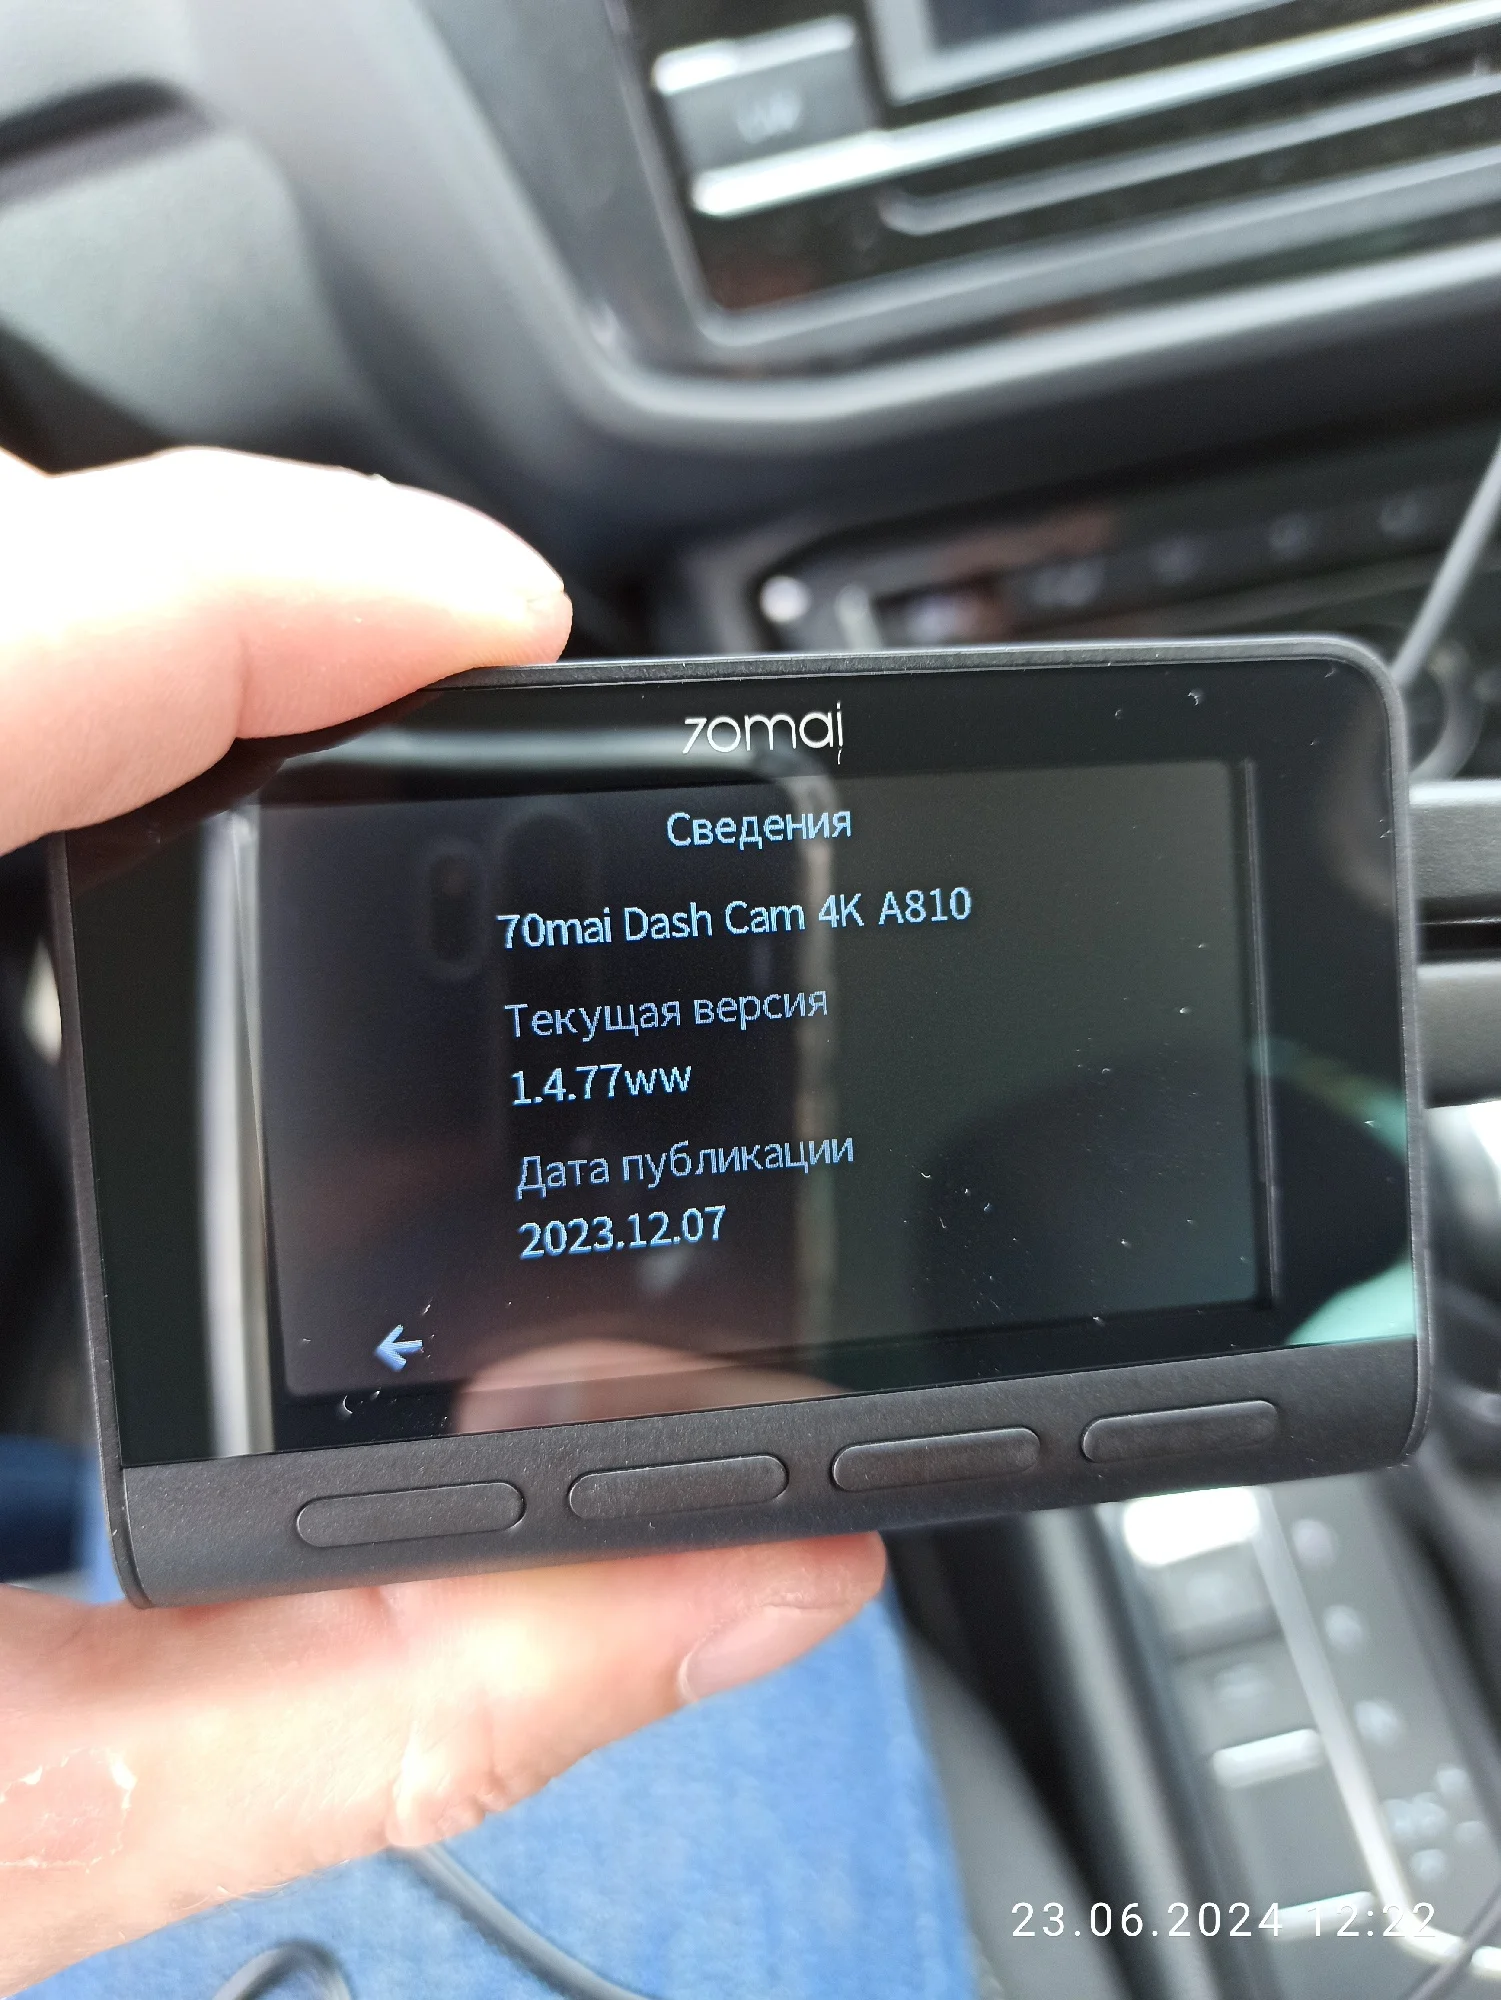 70mai
Сведения
70mai Dash Cam 4K A810
Текущая версия
1.4.77ww
Дата публикации
2023.12.07
23.06.2024 12:22